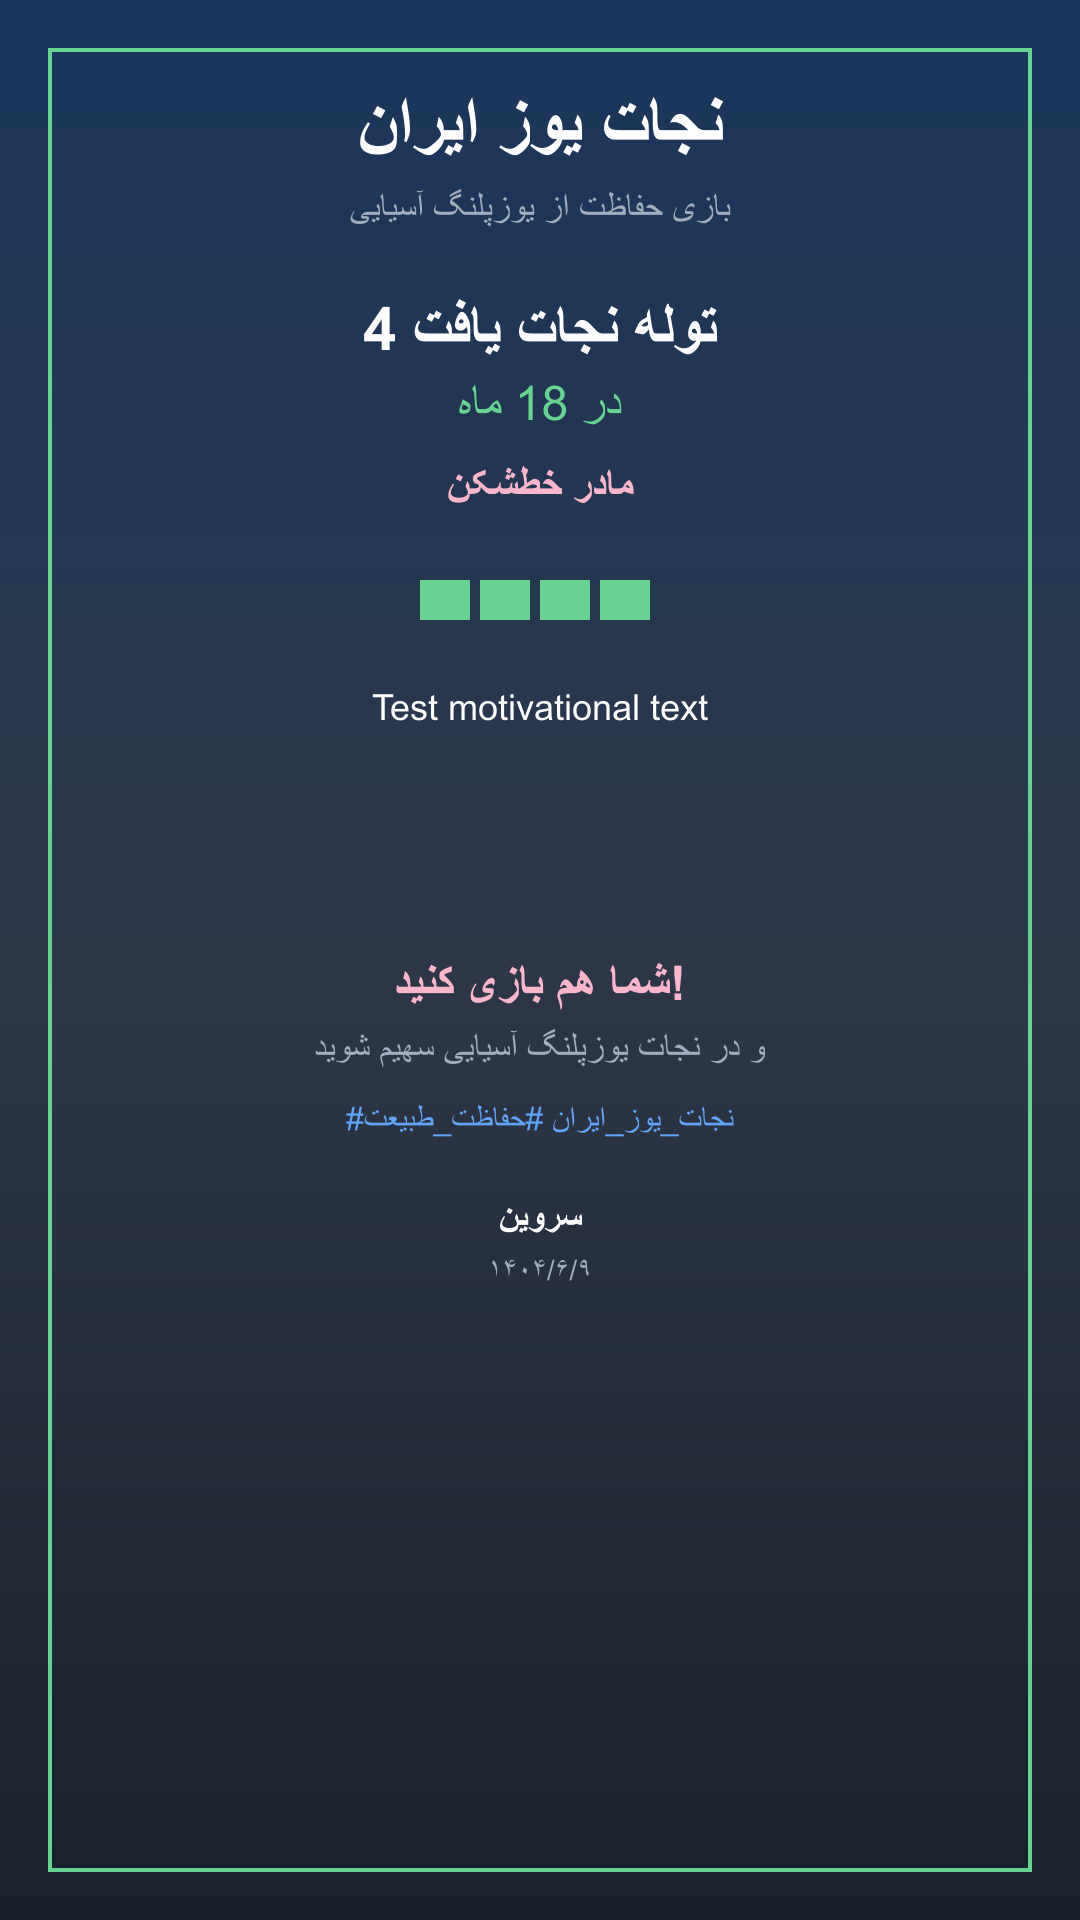 نجات یوز ایران
بازی حفاظت از یوزپلنگ آسیایی
4 توله نجات یافت
در 18 ماه
مادر خطشکن
Test motivational text
شما هم بازی کنید!
و در نجات یوزپلنگ آسیایی سهیم شوید
#نجات_یوز_ایران #حفاظت_طبیعت
سروین
۱۴۰۴/۶/۹